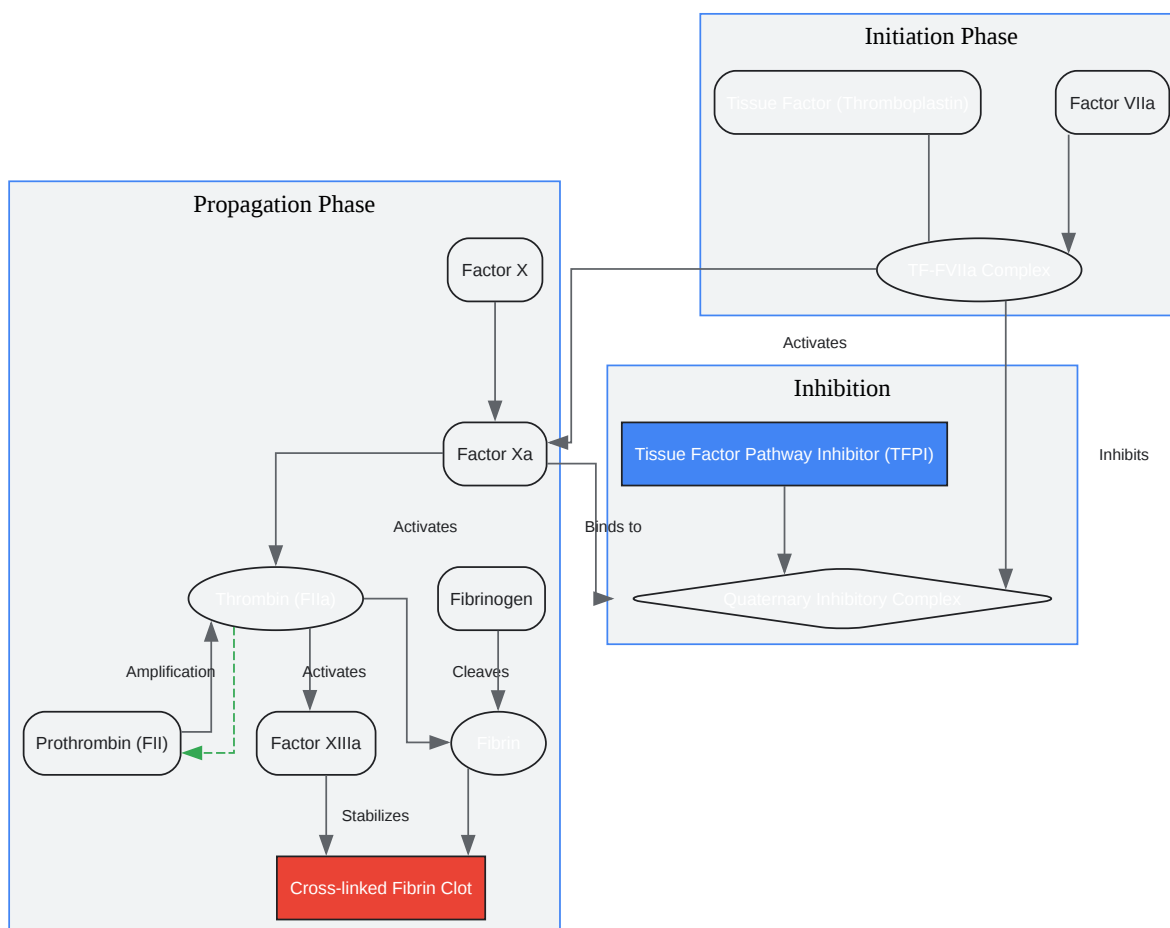 Initiation Phase
Tissue Factor (Thromboplastin)
Factor VIIa
Propagation Phase
Factor X
TF-FVIIa Complex
Activates
Inhibition
Factor Xa
Tissue Factor Pathway Inhibitor (TFPI)
Inhibits
Activates
Binds to
Thrombin (FIIa)
Fibrinogen
Quaternary Inhibitory Complex
Amplification
Activates
Cleaves
Prothrombin (FII)
Factor XIIIa
Fibrin
Stabilizes
Cross-linked Fibrin Clot